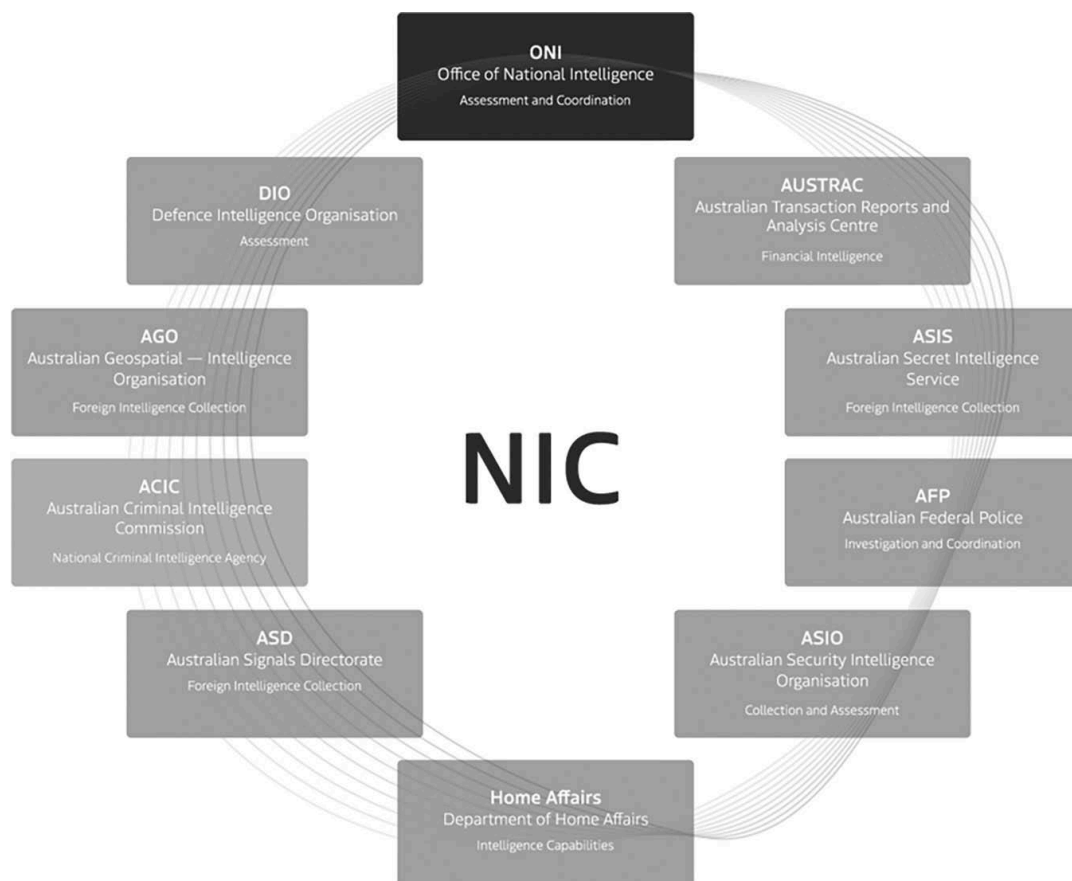 ONI
Office of National Intelligence
Assessment and Coordination
DIO
Defence Intelligence Organisation
Assessment
AUSTRAC
Australian Transaction Reports and
Analysis Centre
Financial Intelligence
AGO
Australian Geospatial — Intelligence
Organisation
Foreign Intelligence Collection
ASIS
Australian Secret Intelligence
Service
Foreign Intelligence Collection
NIC
ACIC
Australian Criminal Intelligence
Commission
National Criminal Intelligence Agency
AFP
Australian Federal Police
Investigation and Coordination
ASD
Australian Signals Directorate
Foreign Intelligence Collection
ASIO
Australian Security Intelligence
Organisation
Collection and Assessment
Home Affairs
Department of Home Affairs
Intelligence Capabilities